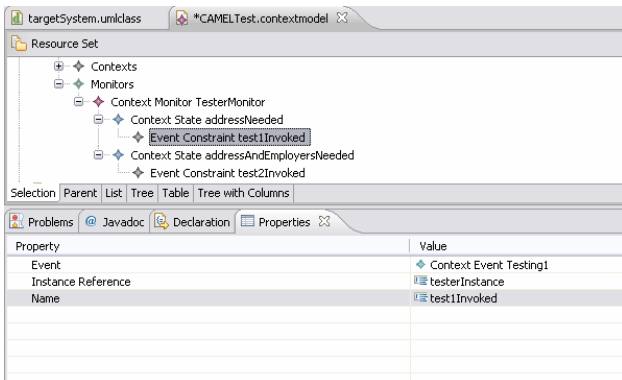 targetSystem.umlclass *CAMELTest.contextmodel
Resource Set
Contexts
Monitors
Context Monitor TesterMonitor
Context State addressNeeded
Event Constraint test1Invoked
Context State addressAndEmployersNeeded
Event Constraint test2Invoked
Selection Parent List Tree Table Tree with Columns
Problems @ Javadoc Declaration Properties
Property Value
Event Context Event Testing1
Instance Reference testerInstance
Name test1Invoked